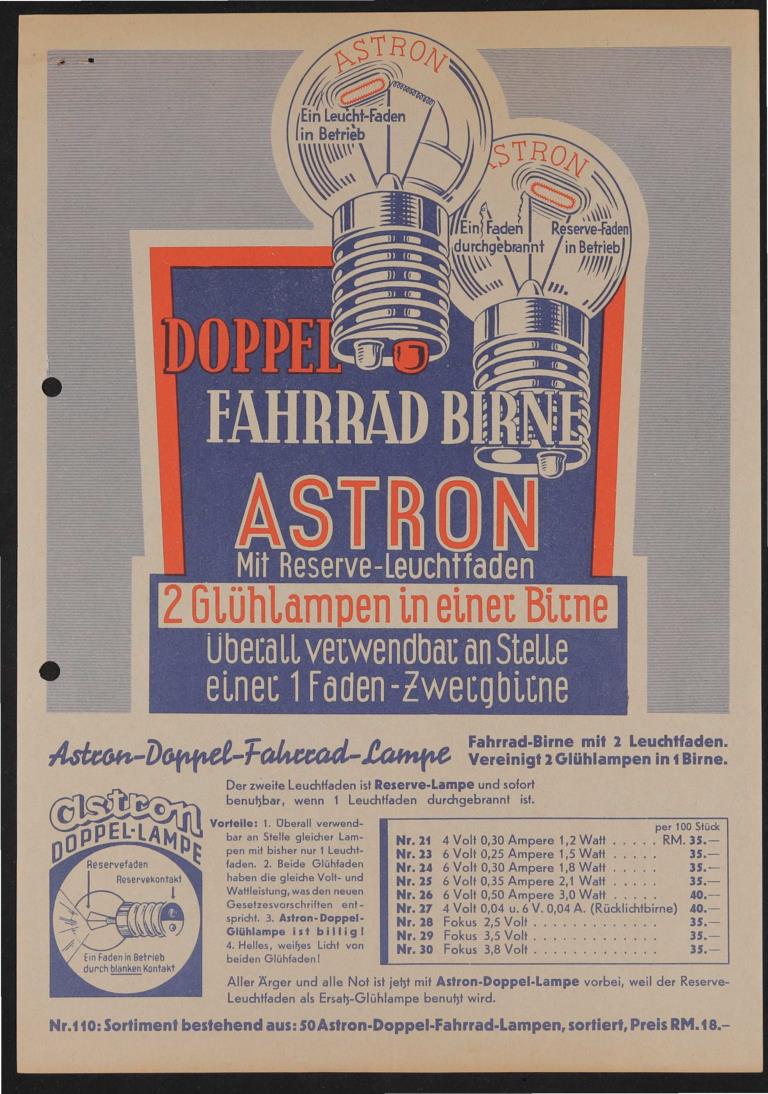 ASTRON
Ein Leucht-Faden
in Betrieb
ASTRON
Ein Faden
durchgebrannt
Reserve-Faden
in Betrieb
DOPPEL
FAHRRAD BIRNE
ASTRON
Mit Reserve-Leuchtfaden
2 Glühlampen in einer Birne
Überall verwendbar an Stelle
einer 1 Faden-Zwergbirne
Astron-Doppel-Fahrrad-Lampe
Fahrrad-Birne mit 2 Leuchtfaden.
Vereinigt 2 Glühlampen in 1 Birne.
Der zweite Leuchtfaden ist Reserve-Lampe und sofort
benutzbar, wenn 1 Leuchtfaden durchgebrannt ist.
astron
DOPPEL-LAMPE
Reservefaden
Reservekontakt
Ein Faden in Betrieb
durch blanken Kontakt
Vorteile: 1. Überall verwend-
bar an Stelle gleicher Lam-
pen mit bisher nur 1 Leucht-
faden. 2. Beide Glühfaden
haben die gleiche Volt- und
Wattleistung, was den neuen
Gesetzesvorschriften ent-
spricht. 3. Astron-Doppel-
Glühlampe ist billig!
4. Helles, weißes Licht von
beiden Glühfaden!
per 100 Stück
Nr. 21 4 Volt 0,30 Ampere 1,2 Watt . . . . . RM. 35.—
Nr. 23 6 Volt 0,25 Ampere 1,5 Watt . . . . . 35.—
Nr. 24 6 Volt 0,30 Ampere 1,8 Watt . . . . . 35.—
Nr. 25 6 Volt 0,35 Ampere 2,1 Watt . . . . . 35.—
Nr. 26 6 Volt 0,50 Ampere 3,0 Watt . . . . . 40.—
Nr. 27 4 Volt 0,04 u. 6 V. 0,04 A. (Rücklichtbirne) 40.—
Nr. 28 Fokus 2,5 Volt . . . . . . . . . . . . 35.—
Nr. 29 Fokus 3,5 Volt . . . . . . . . . . . . 35.—
Nr. 30 Fokus 3,8 Volt . . . . . . . . . . . . 35.—
Aller Ärger und alle Not ist jetzt mit Astron-Doppel-Lampe vorbei, weil der Reserve-
Leuchtfaden als Ersatz-Glühlampe benutzt wird.
Nr. 110: Sortiment bestehend aus: 50 Astron-Doppel-Fahrrad-Lampen, sortiert, Preis RM. 18.–